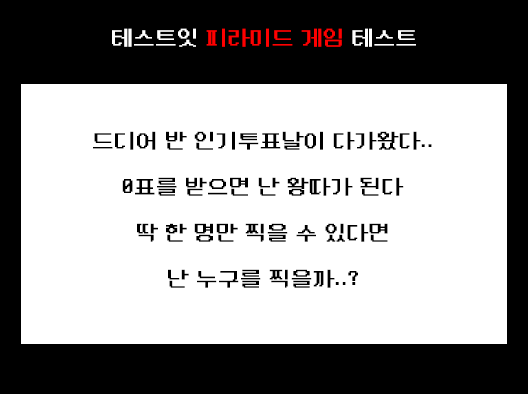 테스트잇 피라미드 게임 테스트
드디어 반 인기투표날이 다가왔다..
0표를 받으면 난 왕따가 된다
딱 한 명만 찍을 수 있다면
난 누구를 찍을까..?